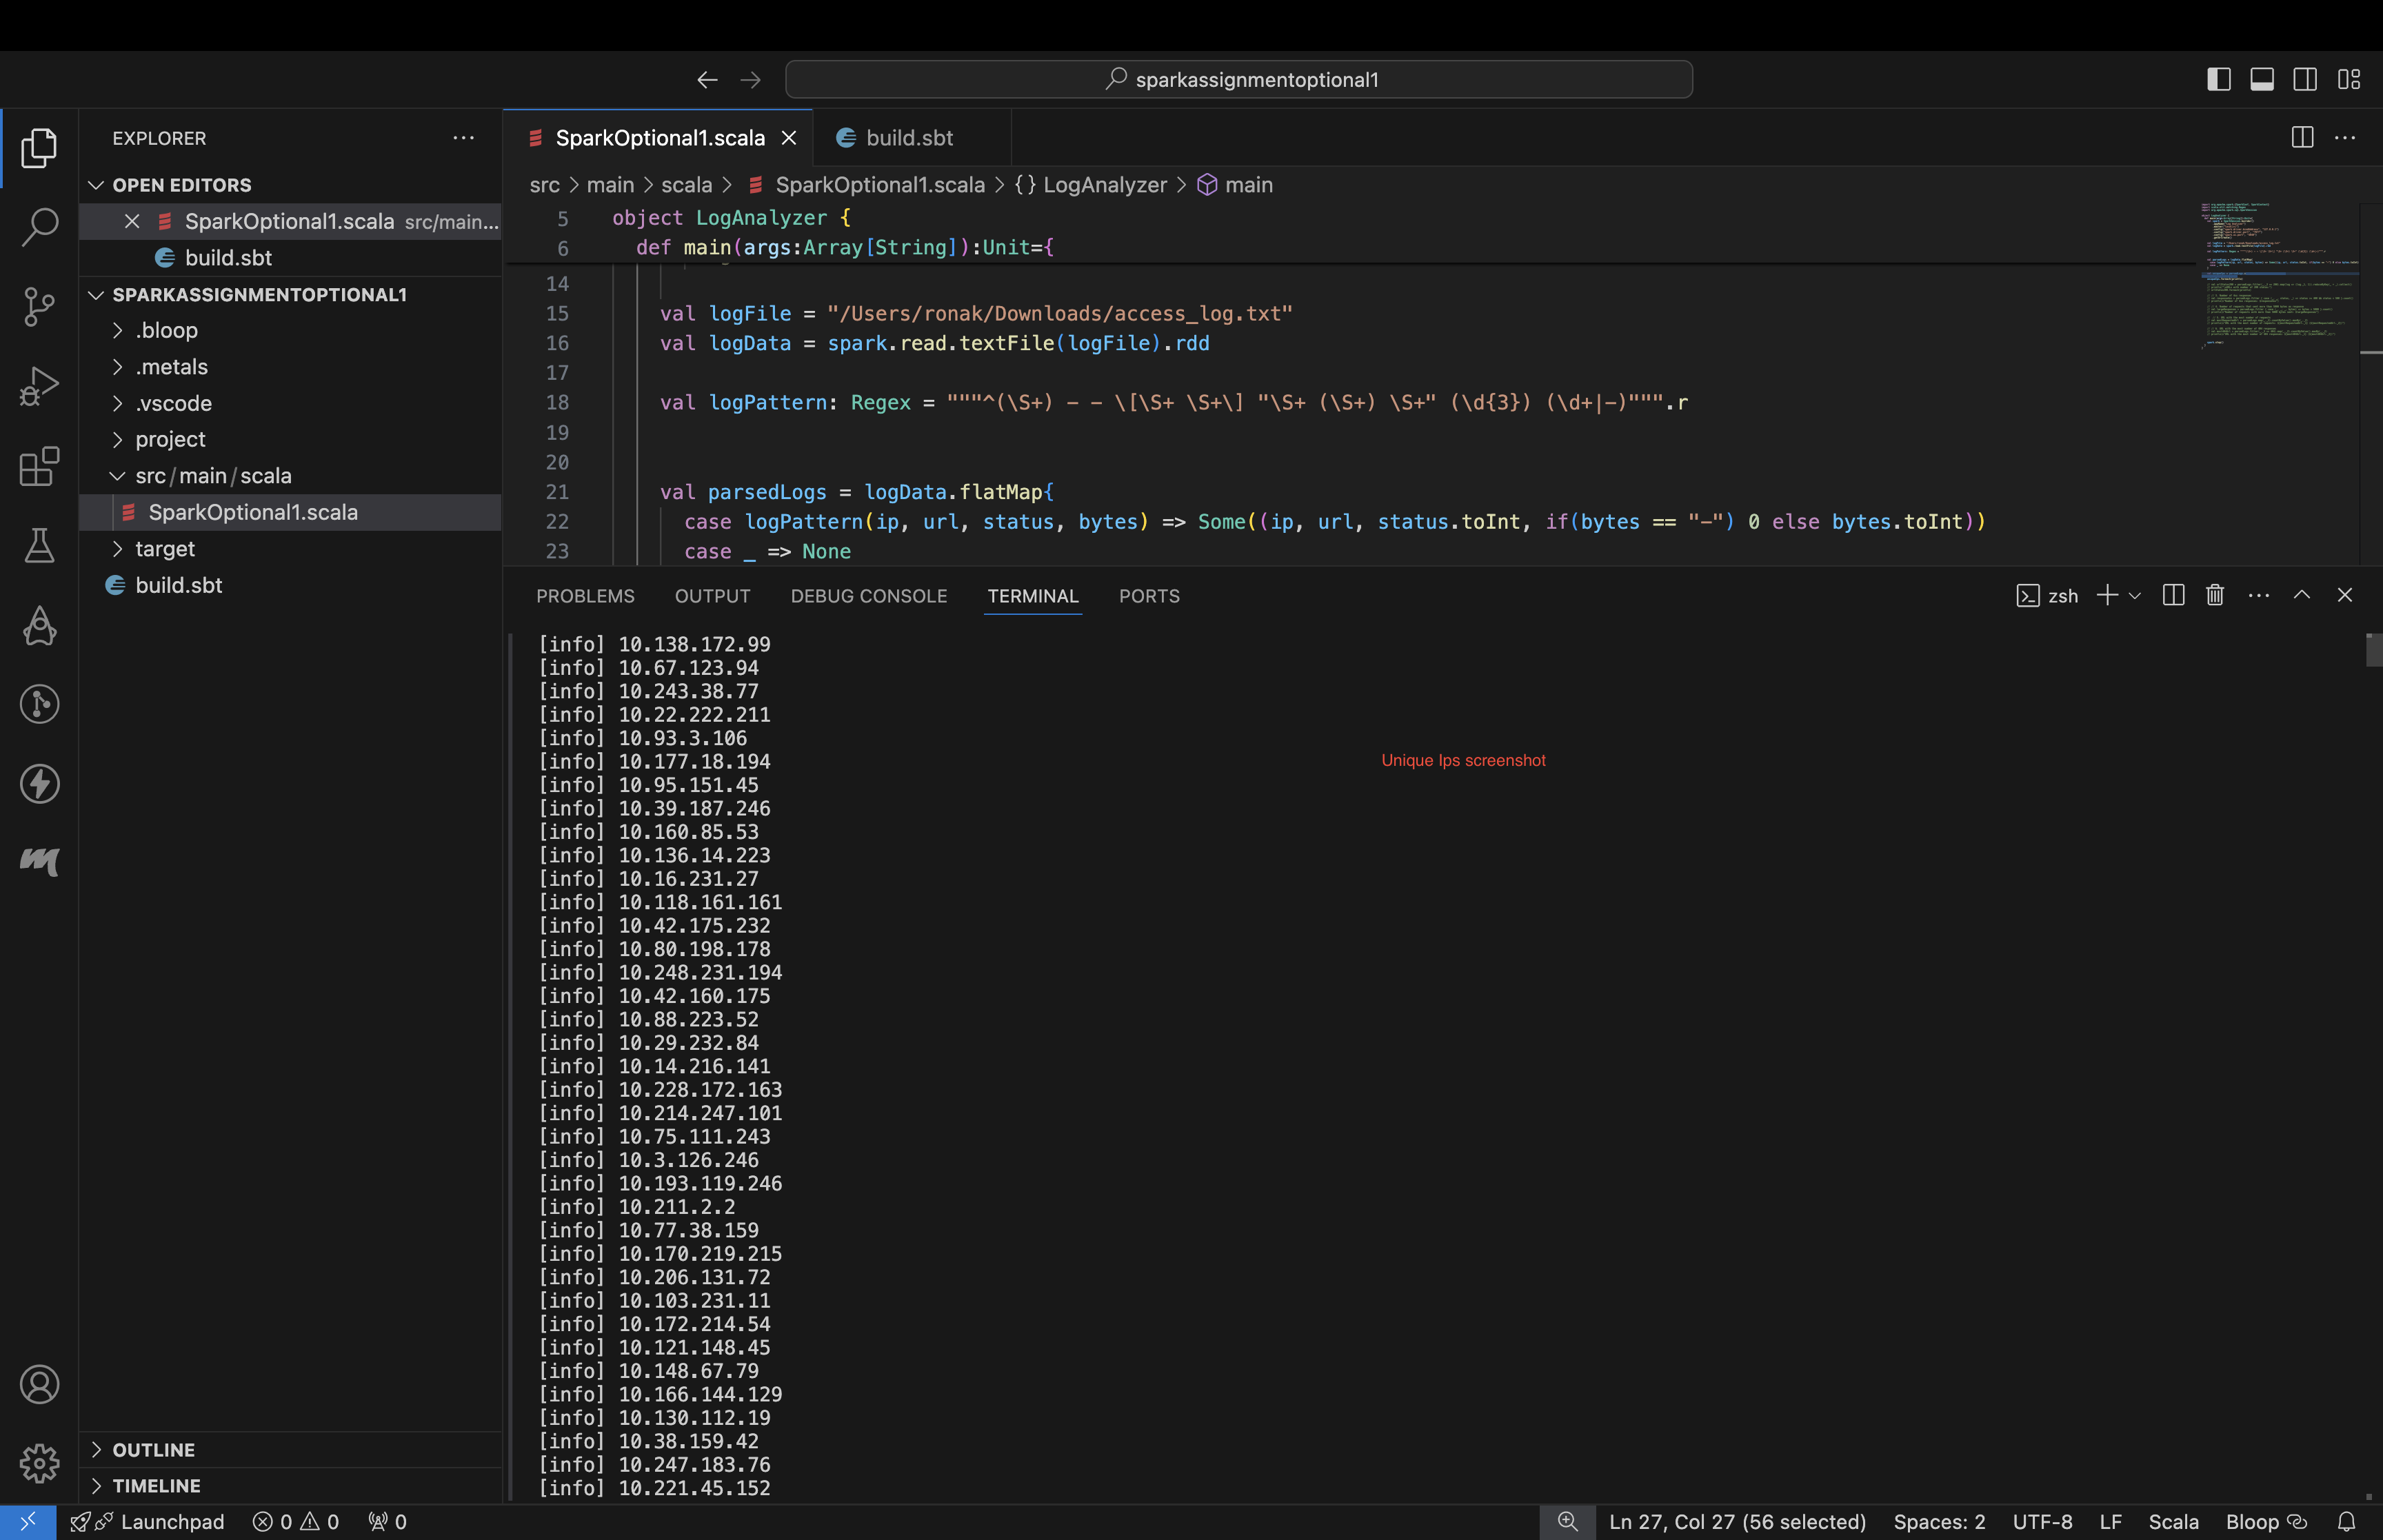 sparkassignmentoptional1
EXPLORER
OPEN EDITORS
SparkOptional1.scala src/main...
build.sbt
SPARKASSIGNMENTOPTIONAL1
.bloop
.metals
.vscode
project
src/main/scala
SparkOptional1.scala
target
build.sbt
OUTLINE
TIMELINE
SparkOptional1.scala
build.sbt
src > main > scala > SparkOptional1.scala > {} LogAnalyzer > main
5 object LogAnalyzer {
6 def main(args:Array[String]):Unit={
14
15 val logFile = "/Users/ronak/Downloads/access_log.txt"
16 val logData = spark.read.textFile(logFile).rdd
17
18 val logPattern: Regex = """^(\S+) - - \[\S+ \S+\] "\S+ (\S+) \S+" (\d{3}) (\d+|-)""".r
19
20
21 val parsedLogs = logData.flatMap{
22 case logPattern(ip, url, status, bytes) => Some((ip, url, status.toInt, if(bytes == "-") 0 else bytes.toInt))
23 case _ => None
PROBLEMS OUTPUT DEBUG CONSOLE TERMINAL PORTS
zsh
[info] 10.138.172.99
[info] 10.67.123.94
[info] 10.243.38.77
[info] 10.22.222.211
[info] 10.93.3.106
[info] 10.177.18.194
[info] 10.95.151.45
[info] 10.39.187.246
[info] 10.160.85.53
[info] 10.136.14.223
[info] 10.16.231.27
[info] 10.118.161.161
[info] 10.42.175.232
[info] 10.80.198.178
[info] 10.248.231.194
[info] 10.42.160.175
[info] 10.88.223.52
[info] 10.29.232.84
[info] 10.14.216.141
[info] 10.228.172.163
[info] 10.214.247.101
[info] 10.75.111.243
[info] 10.3.126.246
[info] 10.193.119.246
[info] 10.211.2.2
[info] 10.77.38.159
[info] 10.170.219.215
[info] 10.206.131.72
[info] 10.103.231.11
[info] 10.172.214.54
[info] 10.121.148.45
[info] 10.148.67.79
[info] 10.166.144.129
[info] 10.130.112.19
[info] 10.38.159.42
[info] 10.247.183.76
[info] 10.221.45.152
Unique Ips screenshot
Launchpad 0 0 0
Ln 27, Col 27 (56 selected) Spaces: 2 UTF-8 LF Scala Bloop